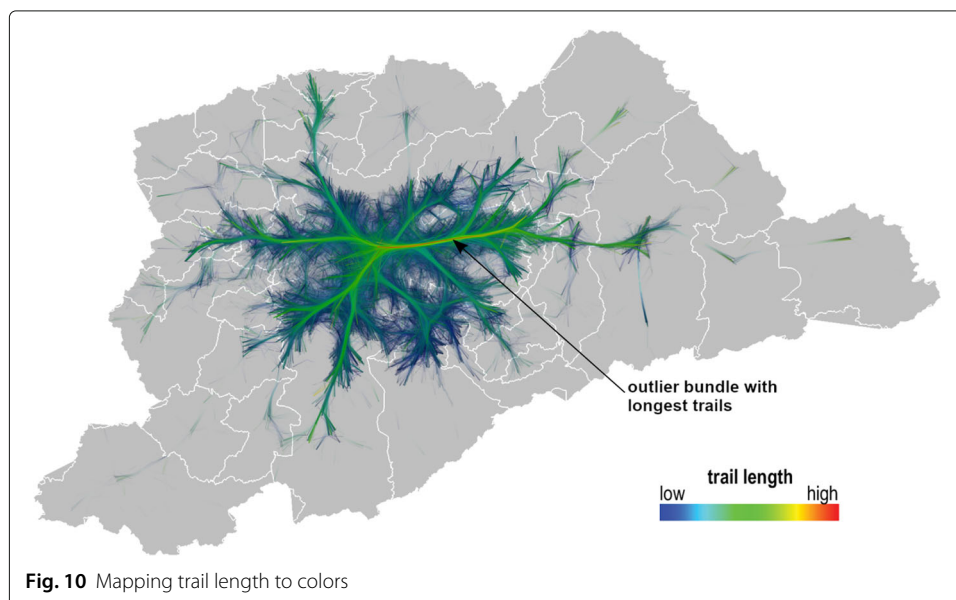 outlier bundle with
longest trails
trail length
low high
Fig. 10 Mapping trail length to colors